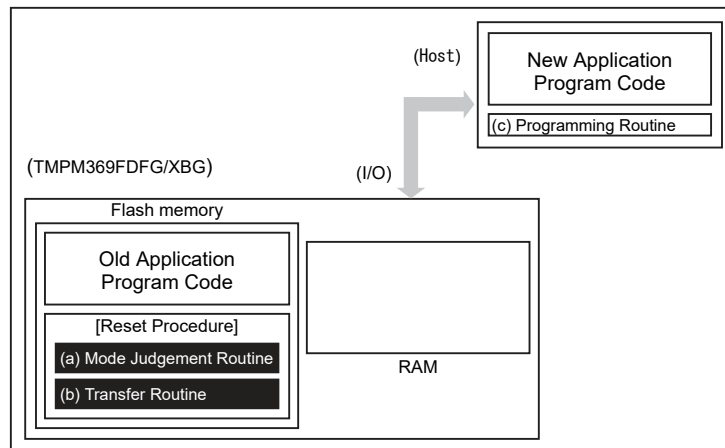 (Host)
New Application
Program Code
(c) Programming Routine
(TMPM369FDFG/XBG)
(I/O)
Flash memory
Old Application
Program Code
[Reset Procedure]
(a) Mode Judgement Routine
(b) Transfer Routine
RAM